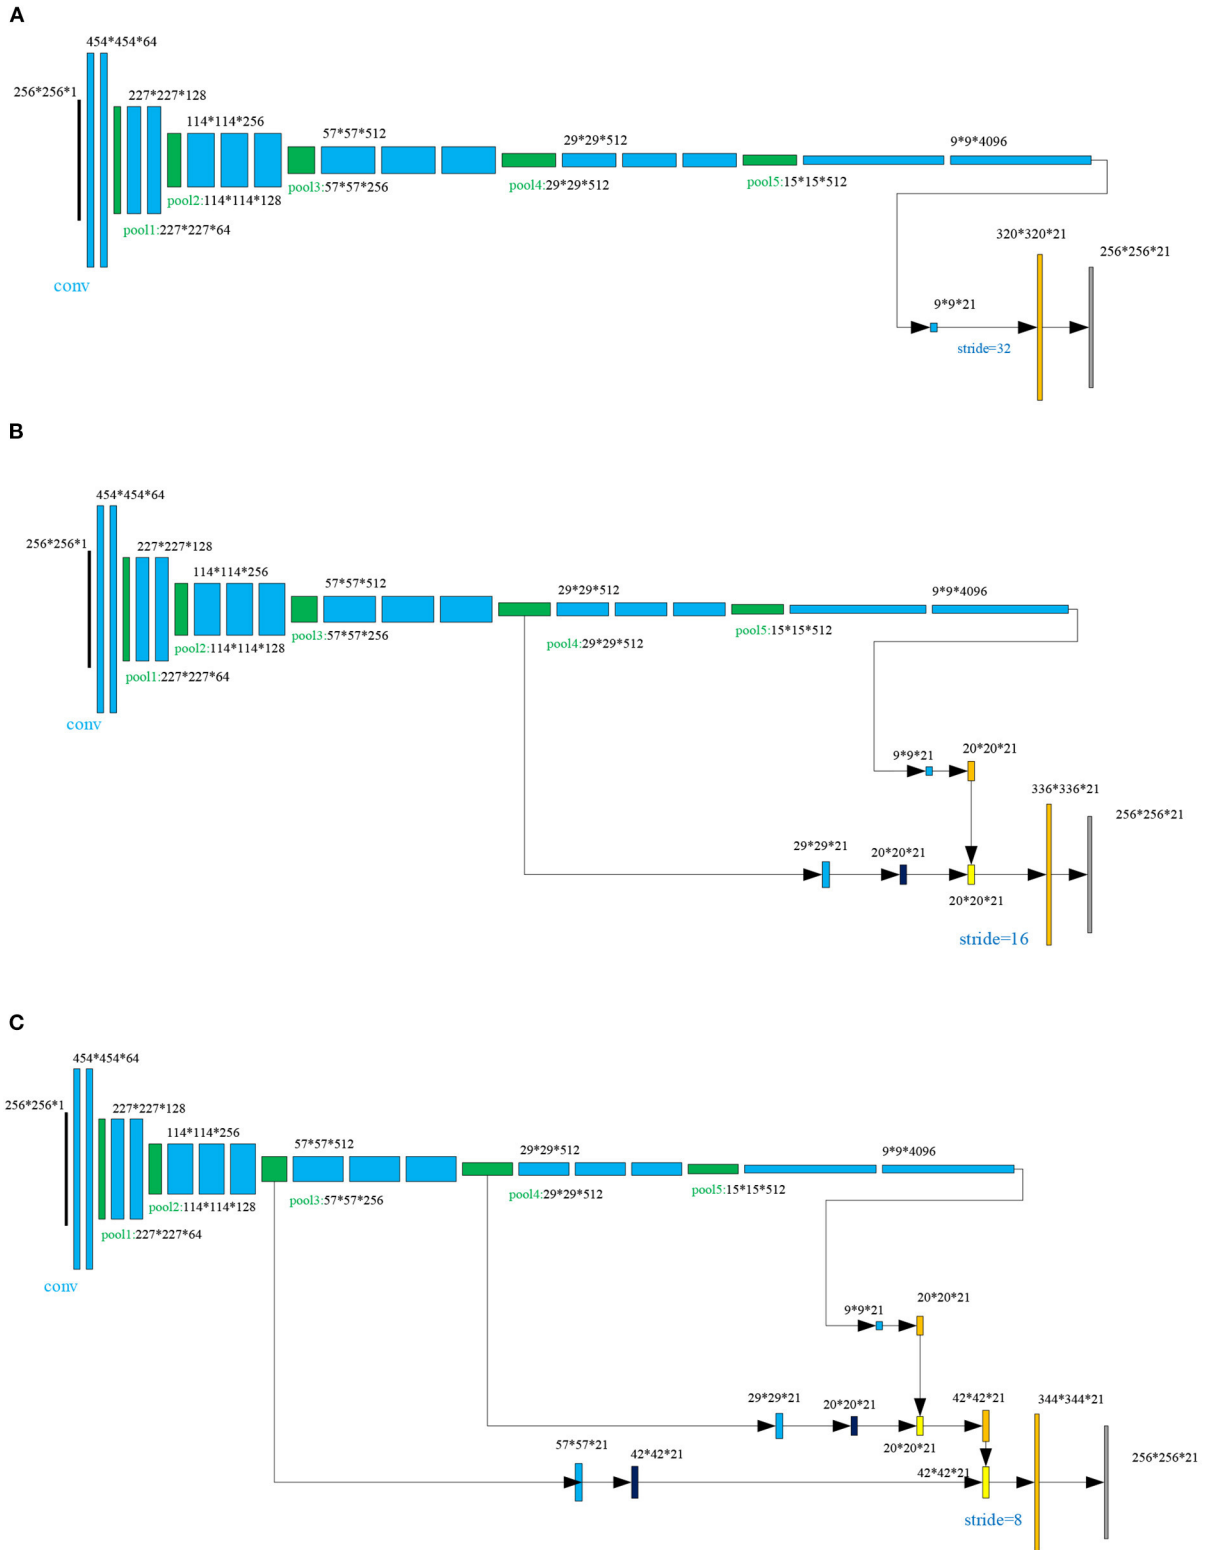 A
454*454*64
256*256*1
227*227*128
114*114*256
57*57*512
29*29*512
9*9*4096
pool3:57*57*256
pool4:29*29*512
pool5:15*15*512
pool2:114*114*128
pool1:227*227*64
conv
320*320*21
256*256*21
9*9*21
stride=32
B
454*454*64
256*256*1
227*227*128
114*114*256
57*57*512
29*29*512
9*9*4096
pool3:57*57*256
pool4:29*29*512
pool5:15*15*512
pool2:114*114*128
pool1:227*227*64
conv
9*9*21
20*20*21
336*336*21
256*256*21
29*29*21
20*20*21
20*20*21
stride=16
C
454*454*64
256*256*1
227*227*128
114*114*256
57*57*512
29*29*512
9*9*4096
pool3:57*57*256
pool4:29*29*512
pool5:15*15*512
pool2:114*114*128
pool1:227*227*64
conv
9*9*21
20*20*21
29*29*21
20*20*21
42*42*21
344*344*21
20*20*21
57*57*21
42*42*21
42*42*21
256*256*21
stride=8